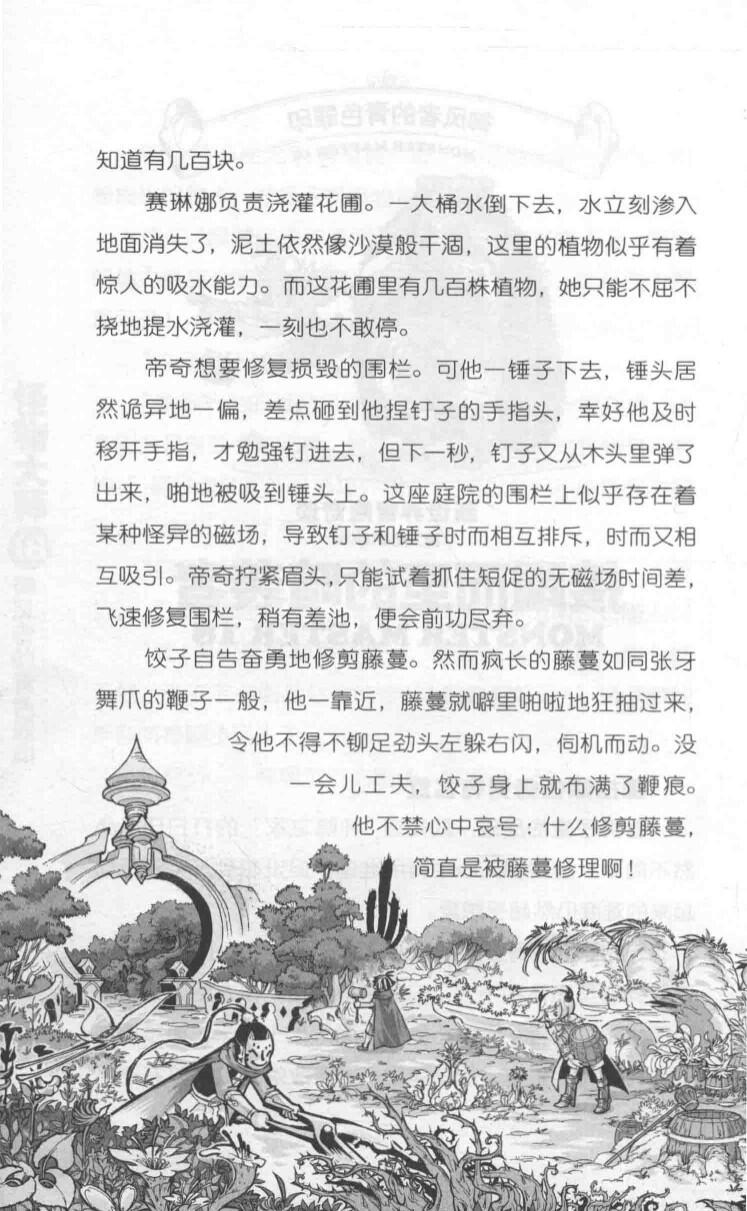 知道有几百块。
赛琳娜负责浇灌花圃。一大桶水倒下去，水立刻渗入
地面消失了，泥土依然像沙漠般干涸，这里的植物似乎有着
惊人的吸水能力。而这花圃里有几百株植物，她只能不屈不
挠地提水浇灌，一刻也不敢停。
帝奇想要修复损毁的围栏。可他一锤子下去，锤头居
然诡异地一偏，差点砸到他捏钉子的手指头，幸好他及时
移开手指，才勉强钉进去，但下一秒，钉子又从木头里弹了
出来，啪地被吸到锤头上。这座庭院的围栏上似乎存在着
某种怪异的磁场，导致钉子和锤子时而相互排斥，时而又相
互吸引。帝奇拧紧眉头，只能试着抓住短促的无磁场时间差，
飞速修复围栏，稍有差池，便会前功尽弃。
饺子自告奋勇地修剪藤蔓。然而疯长的藤蔓如同张牙
舞爪的鞭子一般，他一靠近，藤蔓就噼里啪啦地狂抽过来，
令他不得不铆足劲头左躲右闪，伺机而动。没
一会儿工夫，饺子身上就布满了鞭痕。
他不禁心中哀号：什么修剪藤蔓，
简直是被藤蔓修理啊！